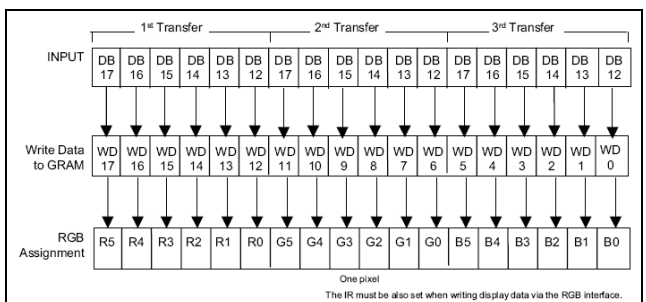 1st Transfer 2nd Transfer 3rd Transfer
INPUT DB 17 DB 16 DB 15 DB 14 DB 13 DB 12 DB 17 DB 16 DB 15 DB 14 DB 13 DB 12 DB 17 DB 16 DB 15 DB 14 DB 13 DB 12
Write Data to GRAM WD 17 WD 16 WD 15 WD 14 WD 13 WD 12 WD 11 WD 10 WD 9 WD 8 WD 7 WD 6 WD 5 WD 4 WD 3 WD 2 WD 1 WD 0
RGB Assignment R5 R4 R3 R2 R1 R0 G5 G4 G3 G2 G1 G0 B5 B4 B3 B2 B1 B0
One pixel
The IR must be also set when writing display data via the RGB interface.